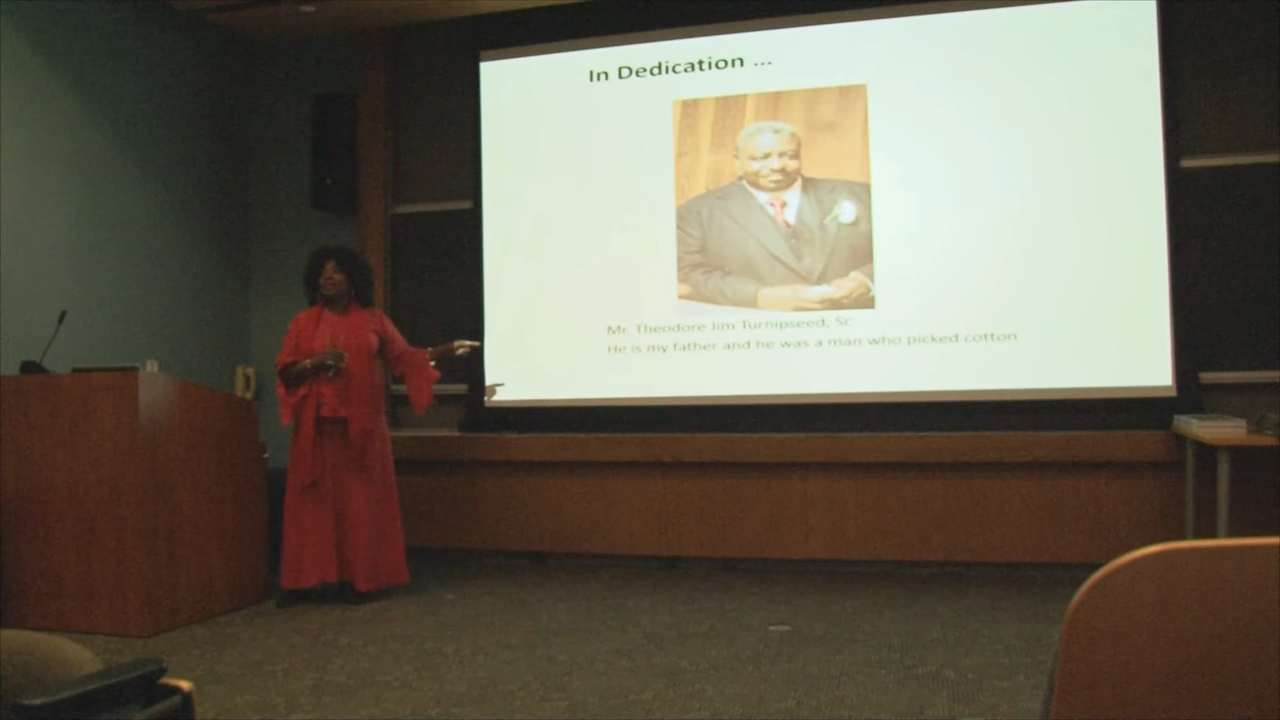 In Dedication ...
Mr. Theodore Jim Turnipseed, Sr.
He is my father and he was a man who picked cotton